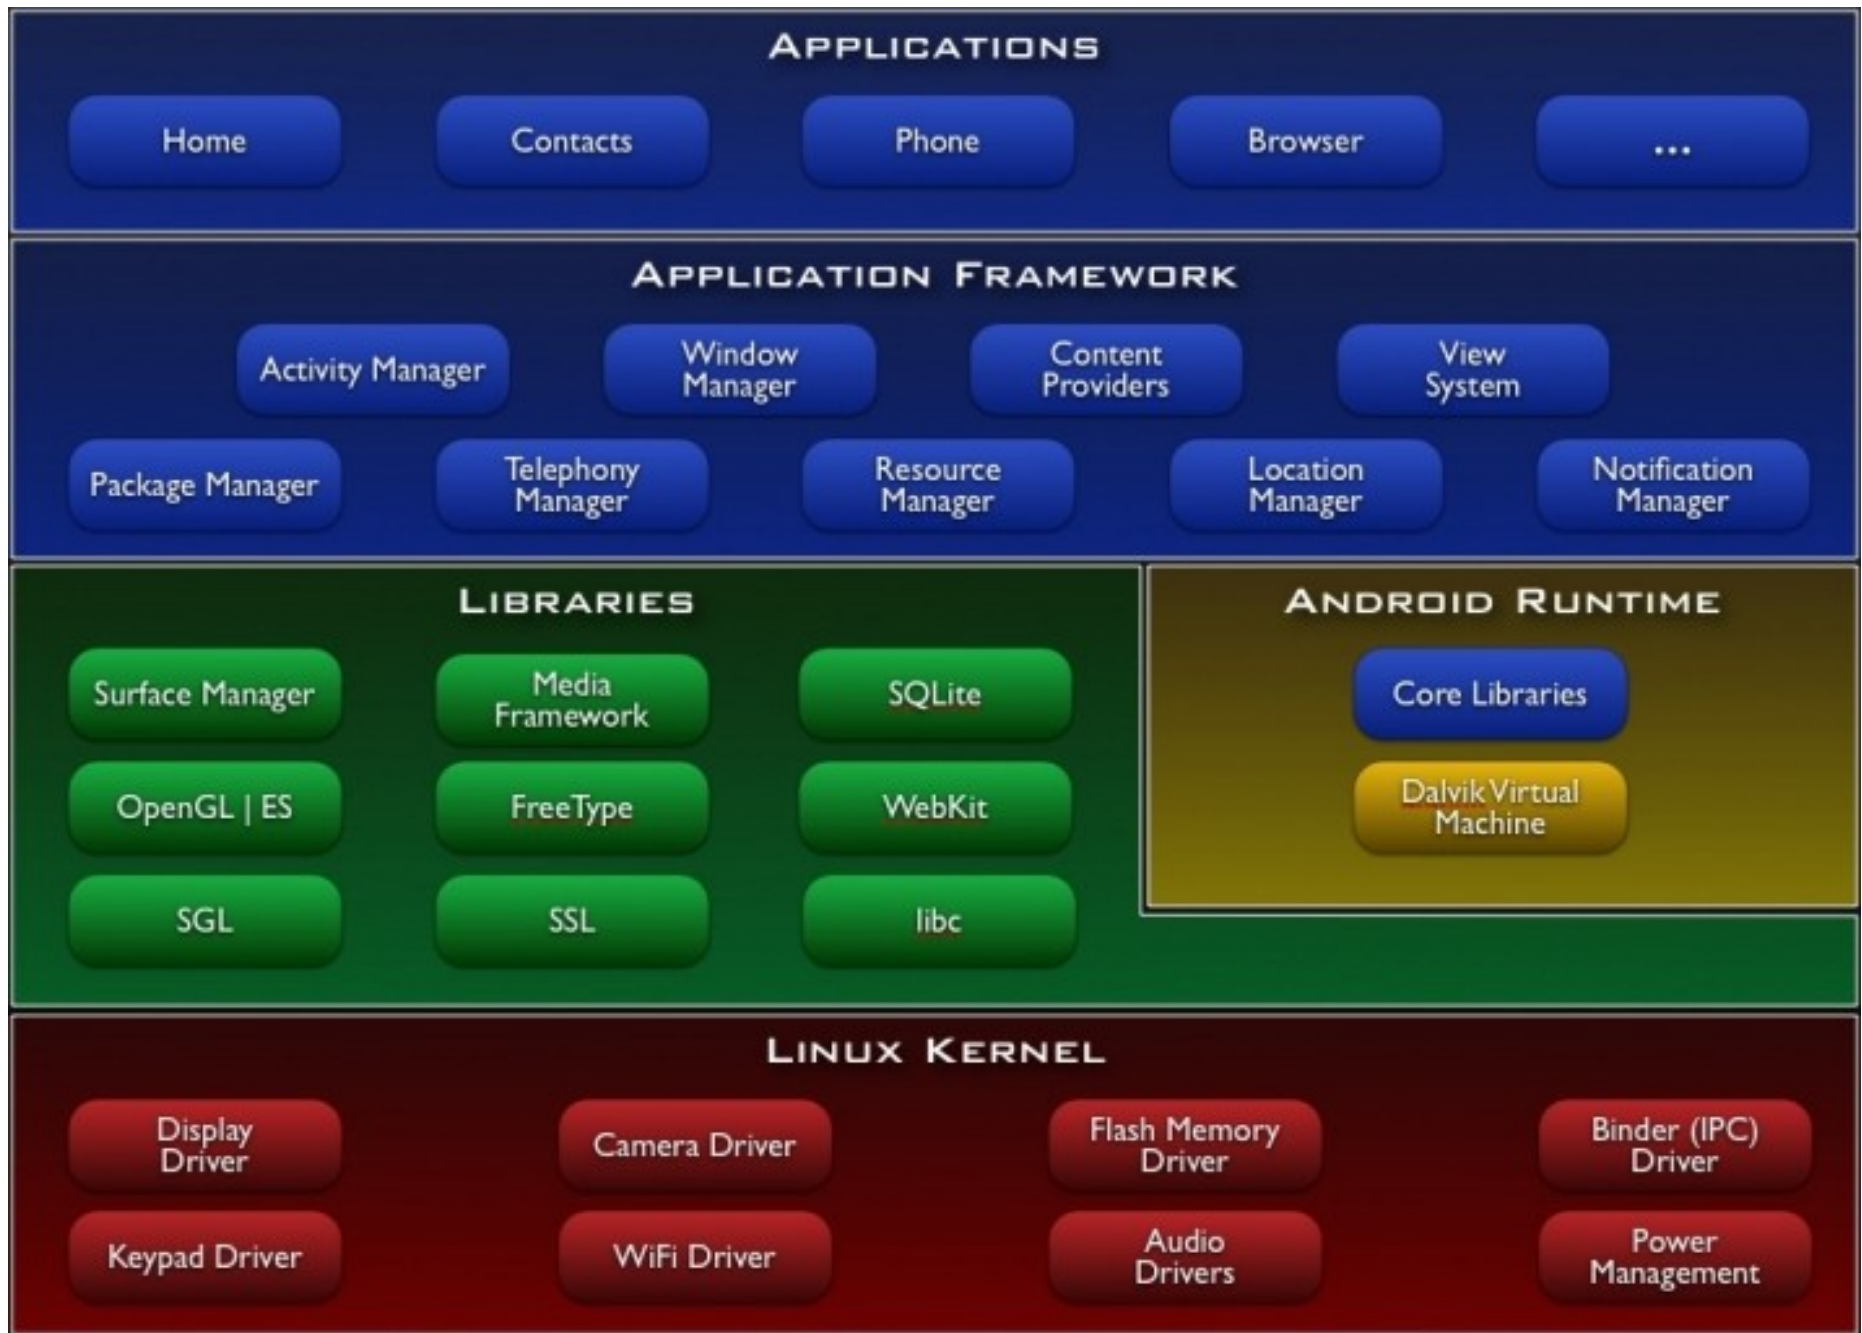 APPLICATIONS
Home
Contacts
Phone
Browser
...
APPLICATION FRAMEWORK
Activity Manager
Window
Manager
Content
Providers
View
System
Package Manager
Telephony
Manager
Resource
Manager
Location
Manager
Notification
Manager
LIBRARIES
Surface Manager
Media
Framework
SQLite
OpenGL | ES
FreeType
WebKit
SGL
SSL
libc
ANDROID RUNTIME
Core Libraries
Dalvik Virtual
Machine
LINUX KERNEL
Display
Driver
Camera Driver
Flash Memory
Driver
Binder (IPC)
Driver
Keypad Driver
WiFi Driver
Audio
Drivers
Power
Management